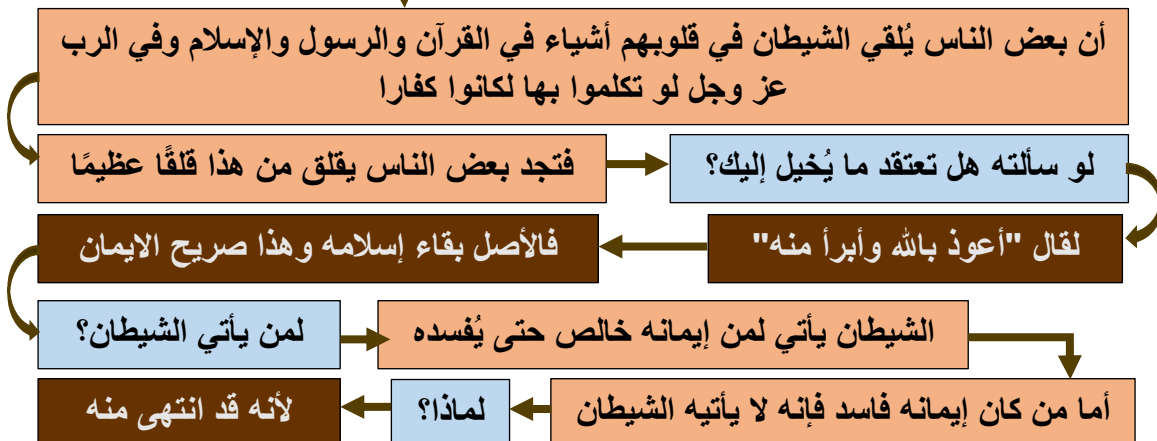 أن بعض الناس يُلقي الشيطان في قلوبهم أشياء في القرآن والرسول والإسلام وفي الرب
عز وجل لو تكلموا بها لكانوا كفارا
فتجد بعض الناس يقلق من هذا قلقًا عظيمًا
لو سألته هل تعتقد ما يُخيل إليك؟
لقال "أعوذ بالله وأبرأ منه"
فالأصل بقاء إسلامه وهذا صريح الايمان
لمن يأتي الشيطان؟
الشيطان يأتي لمن إيمانه خالص حتى يُفسده
أما من كان إيمانه فاسد فإنه لا يأتيه الشيطان
لماذا؟
لأنه قد انتهى منه